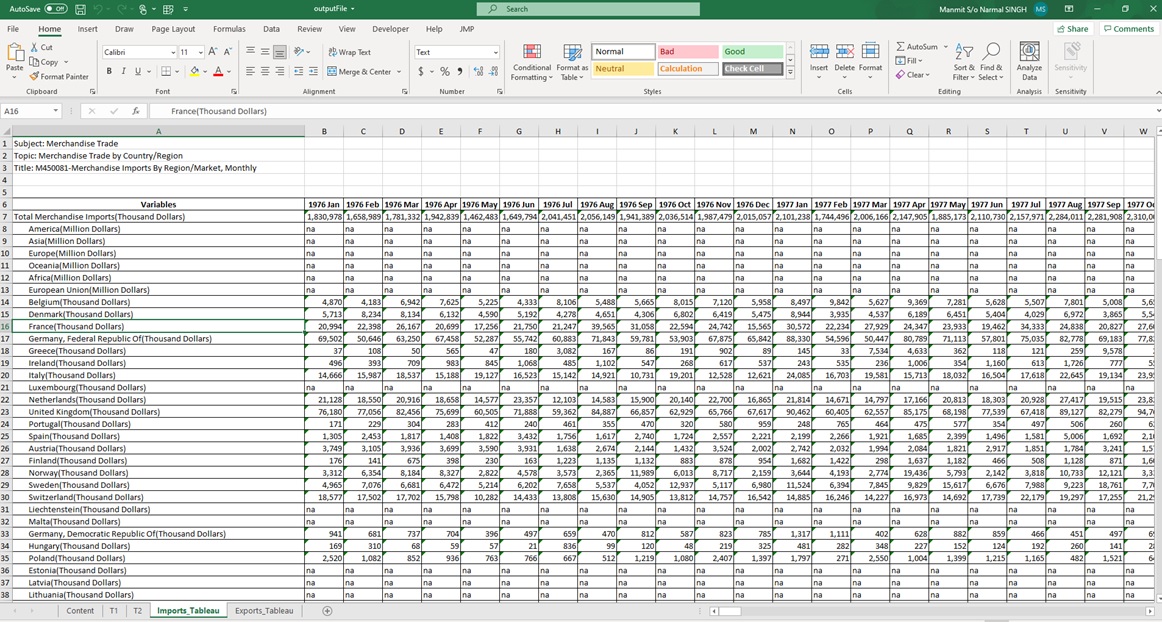 AutoSave Off outputFile Search Manmit S/o Narmal SINGH MS
File Home Insert Draw Page Layout Formulas Data Review View Developer Help JMP Share Comments
Paste Cut Copy Format Painter Clipboard
Calibri 11 B I U Font
Wrap Text Merge & Center Alignment
Text $ % Number
Conditional Formatting Format as Table Normal Bad Good Neutral Calculation Check Cell Styles
Insert Delete Format Cells
AutoSum Fill Clear Sort & Filter Find & Select Editing
Analyze Data Analysis Sensitivity Sensitivity
A16 fx France(Thousand Dollars)
A B C D E F G H I J K L M N O P Q R S T U V W
1 Subject: Merchandise Trade
2 Topic: Merchandise Trade by Country/Region
3 Title: M450081-Merchandise Imports By Region/Market, Monthly
4
5
6 Variables 1976 Jan 1976 Feb 1976 Mar 1976 Apr 1976 May 1976 Jun 1976 Jul 1976 Aug 1976 Sep 1976 Oct 1976 Nov 1976 Dec 1977 Jan 1977 Feb 1977 Mar 1977 Apr 1977 May 1977 Jun 1977 Jul 1977 Aug 1977 Sep
7 Total Merchandise Imports(Thousand Dollars) 1,830,978 1,658,989 1,781,332 1,942,839 1,462,483 1,649,794 2,041,451 2,056,149 1,941,389 2,036,514 1,987,479 2,015,057 2,101,238 1,744,496 2,006,166 2,147,905 1,885,173 2,110,730 2,157,971 2,284,011 2,281,908
8 America(Million Dollars) na na na na na na na na na na na na na na na na na na na na na na
9 Asia(Million Dollars) na na na na na na na na na na na na na na na na na na na na na na
10 Europe(Million Dollars) na na na na na na na na na na na na na na na na na na na na na na
11 Oceania(Million Dollars) na na na na na na na na na na na na na na na na na na na na na na
12 Africa(Million Dollars) na na na na na na na na na na na na na na na na na na na na na na
13 European Union(Million Dollars) na na na na na na na na na na na na na na na na na na na na na na
14 Belgium(Thousand Dollars) 4,870 4,183 6,942 7,625 5,225 4,333 8,106 5,488 5,665 8,015 7,120 5,958 8,497 9,842 5,627 9,369 7,281 5,628 5,507 7,801 5,008
15 Denmark(Thousand Dollars) 5,713 8,234 8,134 6,132 4,590 5,192 4,278 4,651 4,306 6,802 6,419 5,475 8,944 3,935 4,537 6,189 6,451 5,404 4,029 6,972 3,865
16 France(Thousand Dollars) 20,994 22,398 26,167 20,699 17,256 21,750 21,247 39,565 31,058 22,594 24,742 15,565 30,572 22,234 27,929 24,347 23,933 19,462 34,333 24,838 20,827
17 Germany, Federal Republic Of(Thousand Dollars) 69,502 50,646 63,250 67,458 52,287 55,742 60,883 71,843 59,781 53,903 67,875 65,842 88,330 54,596 50,447 80,789 71,113 57,801 75,035 82,778 69,183
18 Greece(Thousand Dollars) 37 108 50 565 47 180 3,082 167 86 191 902 89 145 33 7,534 4,633 362 118 121 259 9,578
19 Ireland(Thousand Dollars) 496 393 709 983 845 1,068 485 1,102 547 268 617 537 243 535 236 1,006 354 1,160 613 1,726 777
20 Italy(Thousand Dollars) 14,666 15,987 18,537 15,188 19,127 16,523 15,142 14,921 10,731 19,201 12,528 12,621 24,085 16,703 19,581 15,713 18,032 16,504 17,618 22,645 19,134
21 Luxembourg(Thousand Dollars) na na na na na na na na na na na na na na na na na na na na na na
22 Netherlands(Thousand Dollars) 21,128 18,550 20,916 18,658 14,577 23,357 12,103 14,583 15,900 20,140 22,700 16,865 21,814 14,671 14,797 17,166 20,813 18,303 20,928 27,417 19,515
23 United Kingdom(Thousand Dollars) 76,180 77,056 82,456 75,699 60,505 71,888 59,362 84,887 66,857 62,929 65,766 67,617 90,462 60,405 62,557 85,175 68,198 77,539 67,418 89,127 82,279
24 Portugal(Thousand Dollars) 171 229 304 283 412 240 461 355 470 320 580 959 248 765 464 475 577 354 497 506 260
25 Spain(Thousand Dollars) 1,305 2,453 1,817 1,408 1,822 3,432 1,756 1,617 2,740 1,724 2,557 2,221 2,199 2,266 1,921 1,685 2,399 1,496 1,581 5,006 1,692
26 Austria(Thousand Dollars) 3,749 3,105 3,936 3,699 3,590 3,931 1,638 2,674 2,144 1,432 3,524 2,002 2,742 2,032 1,994 2,084 1,821 2,917 1,851 1,784 3,241
27 Finland(Thousand Dollars) 176 141 675 398 230 163 1,223 1,135 1,132 883 878 954 1,682 1,422 298 1,637 1,182 466 508 1,128 871
28 Norway(Thousand Dollars) 3,312 6,354 8,184 8,327 2,822 4,578 3,573 2,365 11,989 6,013 8,717 2,159 3,644 4,193 2,774 19,436 5,793 2,142 3,818 10,733 12,121
29 Sweden(Thousand Dollars) 4,965 7,076 6,681 6,472 5,214 6,202 7,658 5,537 4,052 12,937 5,117 6,980 11,524 6,394 7,845 9,829 15,617 6,676 7,988 9,223 18,761
30 Switzerland(Thousand Dollars) 18,577 17,502 17,702 15,798 10,282 14,433 13,808 15,630 14,905 13,812 14,757 16,542 14,885 16,246 14,227 16,973 14,692 17,739 22,179 19,297 17,255
31 Liechtenstein(Thousand Dollars) na na na na na na na na na na na na na na na na na na na na na na
32 Malta(Thousand Dollars) na na na na na na na na na na na na na na na na na na na na na na
33 Germany, Democratic Republic Of(Thousand Dollars) 941 681 737 704 396 497 659 470 812 587 823 785 1,317 1,111 402 628 882 859 466 451 497
34 Hungary(Thousand Dollars) 169 310 68 59 57 21 836 99 120 48 219 325 481 282 348 227 152 124 192 260 141
35 Poland(Thousand Dollars) 2,520 1,082 852 936 763 766 667 512 1,219 1,080 2,407 1,397 1,797 271 2,550 1,004 1,399 1,215 1,165 482 1,521
36 Estonia(Thousand Dollars) na na na na na na na na na na na na na na na na na na na na na na
37 Latvia(Thousand Dollars) na na na na na na na na na na na na na na na na na na na na na na
38 Lithuania(Thousand Dollars) na na na na na na na na na na na na na na na na na na na na na na
Content T1 T2 Imports_Tableau Exports_Tableau